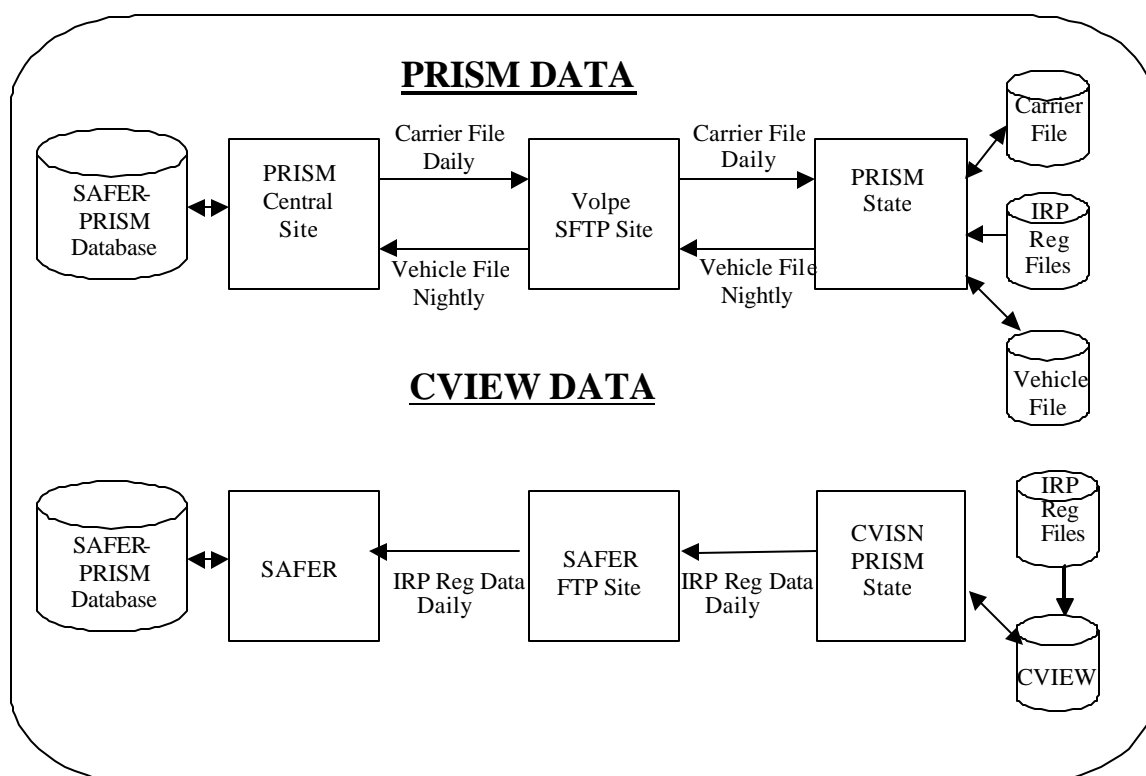 PRISM DATA
SAFER-
PRISM
Database
PRISM
Central
Site
Carrier File
Daily
Vehicle File
Nightly
Volpe
SFTP Site
Carrier File
Daily
Vehicle File
Nightly
PRISM
State
Carrier
File
IRP
Reg
Files
Vehicle
File
CVIEW DATA
SAFER-
PRISM
Database
SAFER
IRP Reg Data
Daily
SAFER
FTP Site
IRP Reg Data
Daily
CVISN
PRISM
State
IRP
Reg
Files
CVIEW